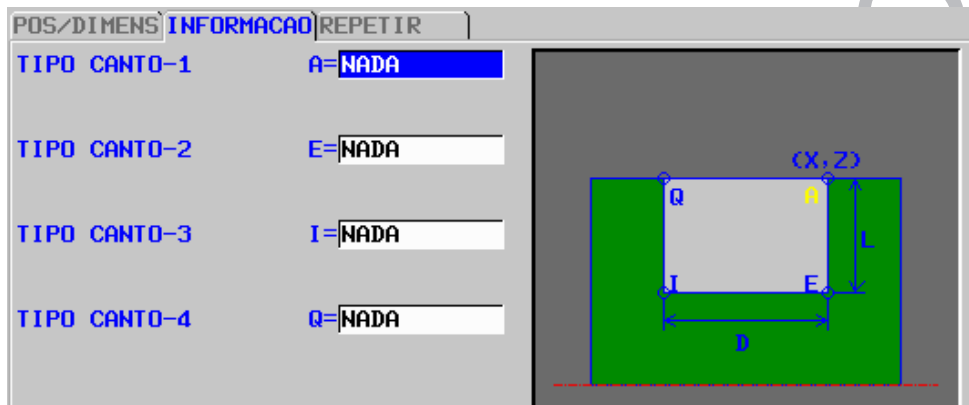 POS/DIMENS INFORMACAO REPETIR
TIPO CANTO-1 A=NADA
TIPO CANTO-2 E=NADA
TIPO CANTO-3 I=NADA
TIPO CANTO-4 Q=NADA
(X,Z)
Q A
L
I E
D